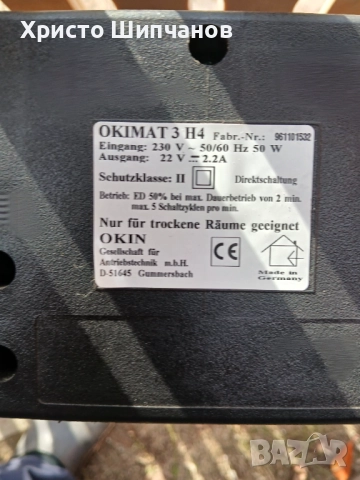 Христо Шипчанов
OKIMAT 3 H4 Fabr.-Nr.: 961101532
Eingang: 230 V ~ 50/60 Hz 50 W
Ausgang: 22 V ⎓ 2.2A
Schutzklasse: II Direktschaltung
Betrieb: ED 50% bei max. Dauerbetrieb von 2 min.
max. 5 Schaltzyklen pro min.
Nur für trockene Räume geeignet
OKIN
Gesellschaft für
Antriebstechnik m.b.H.
D-51645 Gummersbach
CE
Made in
Germany
BAZAR